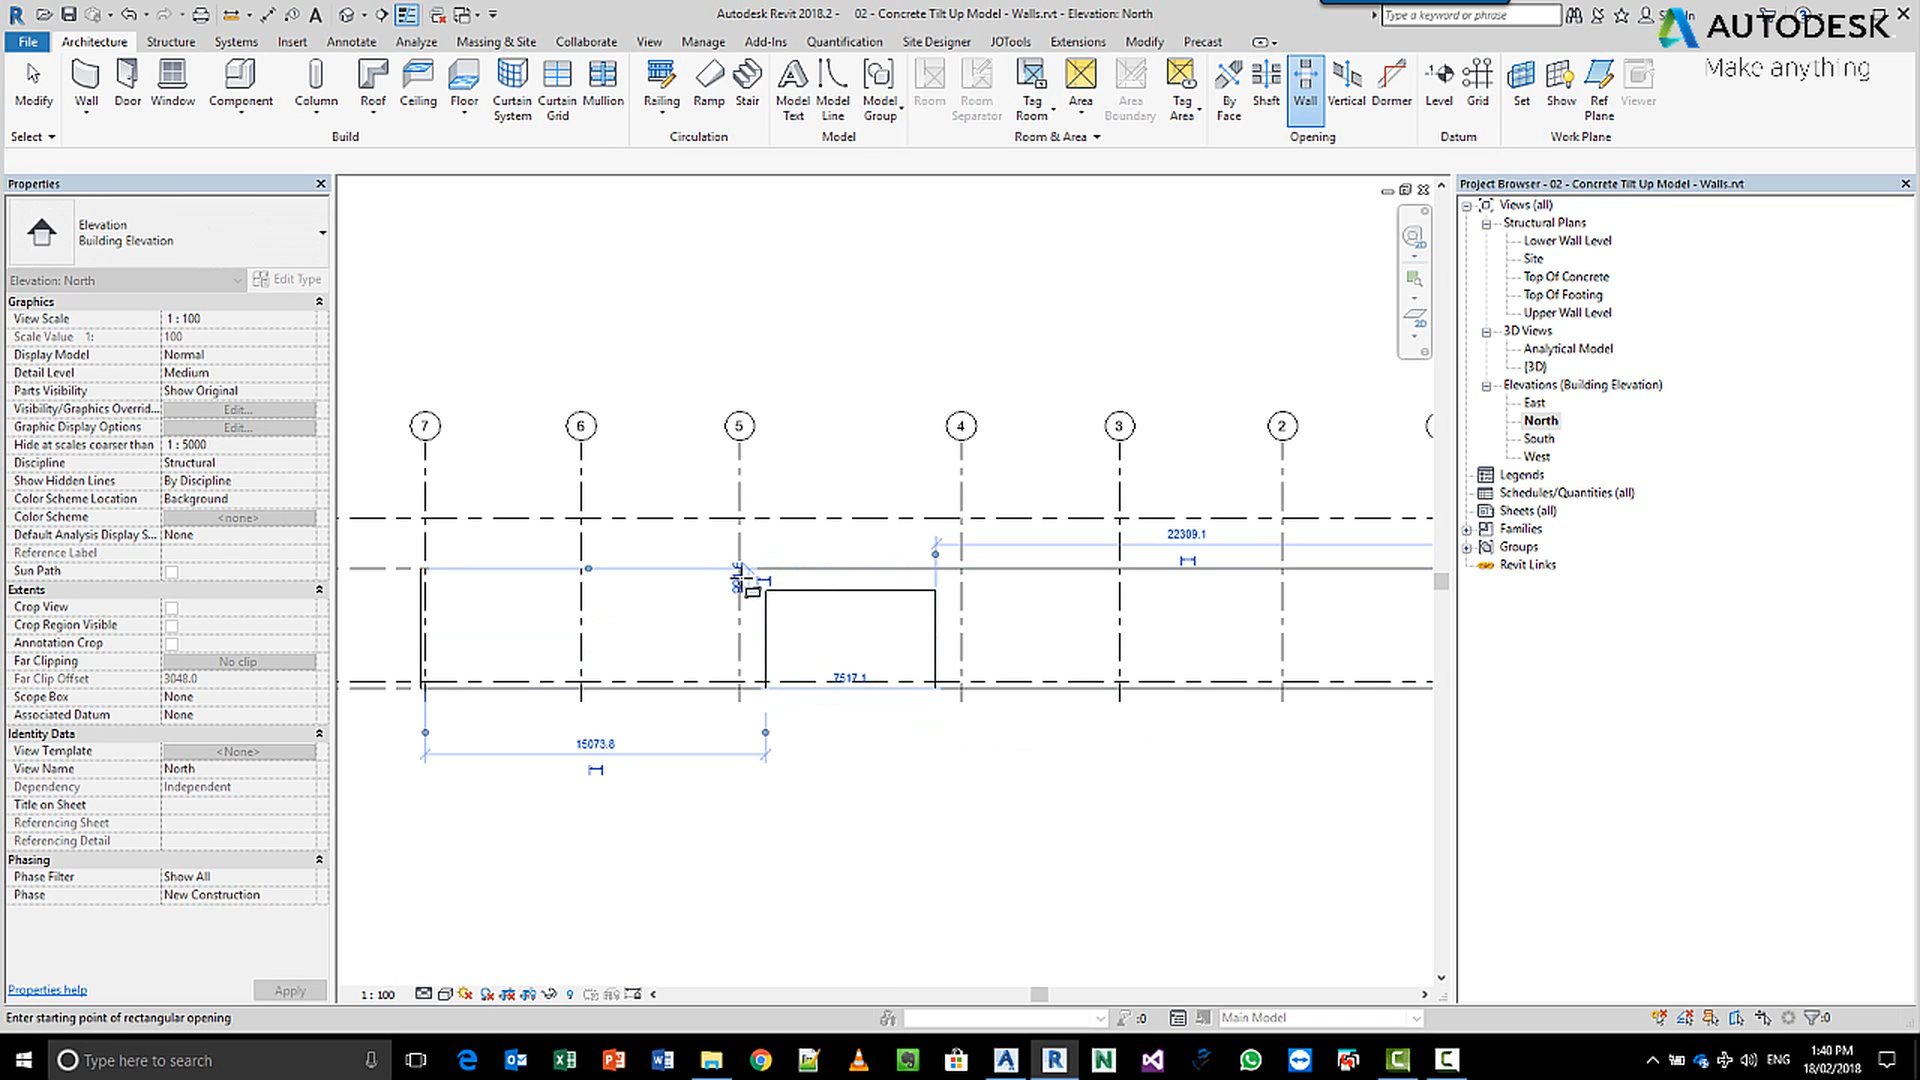 Autodesk Revit 2018.2 - 02 - Concrete Tilt Up Model - Walls.rvt - Elevation: North
Type a keyword or phrase
AUTODESK
Make anything
File Architecture Structure Systems Insert Annotate Analyze Massing & Site Collaborate View Manage Add-Ins Quantification Site Designer JOTools Extensions Modify Precast
Modify Wall Door Window Component Column Roof Ceiling Floor Curtain System Curtain Grid Mullion Railing Ramp Stair Model Text Model Line Model Group Room Room Separator Tag Room Area Area Boundary Tag Area By Face Shaft Wall Vertical Dormer Level Grid Set Show Ref Plane Viewer
Select Build Circulation Model Room & Area Opening Datum Work Plane
Properties
Elevation
Building Elevation
Elevation: North Edit Type
Graphics
View Scale 1 : 100
Scale Value 1: 100
Display Model Normal
Detail Level Medium
Parts Visibility Show Original
Visibility/Graphics Overrid... Edit...
Graphic Display Options Edit...
Hide at scales coarser than 1 : 5000
Discipline Structural
Show Hidden Lines By Discipline
Color Scheme Location Background
Color Scheme <none>
Default Analysis Display S... None
Reference Label
Sun Path
Extents
Crop View
Crop Region Visible
Annotation Crop
Far Clipping No clip
Far Clip Offset 3048.0
Scope Box None
Associated Datum None
Identity Data
View Template <None>
View Name North
Dependency Independent
Title on Sheet
Referencing Sheet
Referencing Detail
Phasing
Phase Filter Show All
Phase New Construction
Properties help Apply
7 6 5 4 3 2
22309.1
7517.1
15073.8
2D
2D
1 : 100
Project Browser - 02 - Concrete Tilt Up Model - Walls.rvt
Views (all)
Structural Plans
Lower Wall Level
Site
Top Of Concrete
Top Of Footing
Upper Wall Level
3D Views
Analytical Model
{3D}
Elevations (Building Elevation)
East
North
South
West
Legends
Schedules/Quantities (all)
Sheets (all)
Families
Groups
Revit Links
Enter starting point of rectangular opening :0 Main Model :0
Type here to search
ENG
1:40 PM
18/02/2018